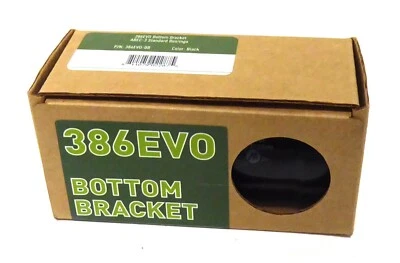 386EVO Bottom Bracket
ABEC-3 Standard Bearings
P/N: 386EVO-BB Color: Black
386EVO
BOTTOM
BRACKET